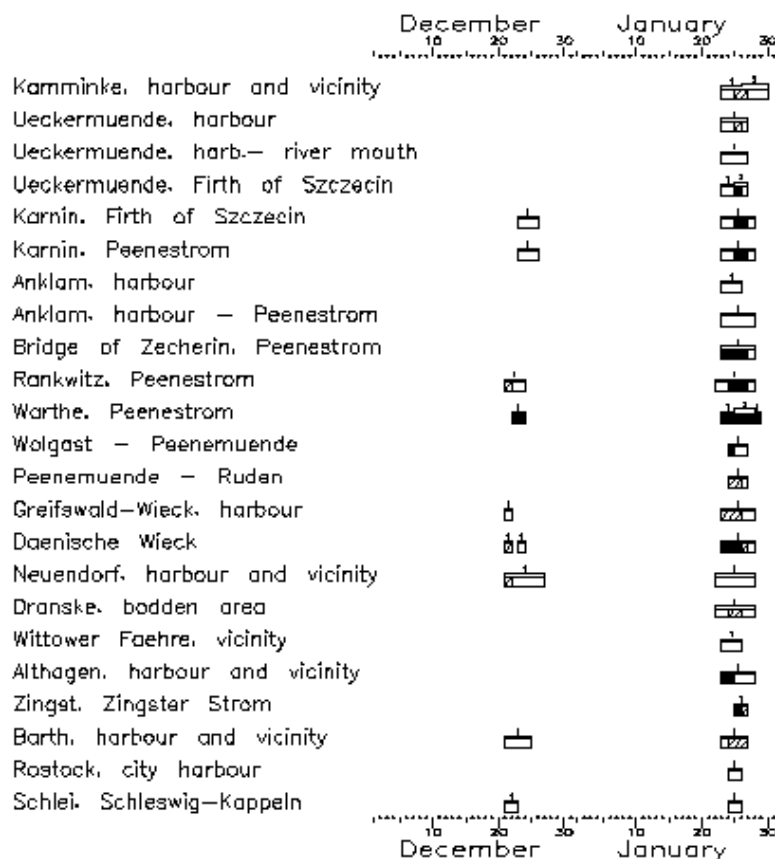 December January
10 20 30 20 30
Kamminke, harbour and vicinity
Ueckermuende, harbour
Ueckermuende, harb.- river mouth
Ueckermuende, Firth of Szczecin
Karnin, Firth of Szczecin
Karnin, Peenestrom
Anklam, harbour
Anklam, harbour - Peenestrom
Bridge of Zecherin, Peenestrom
Rankwitz, Peenestrom
Warthe, Peenestrom
Wolgast - Peenemuende
Peenemuende - Ruden
Greifswald-Wieck, harbour
Daenische Wieck
Neuendorf, harbour and vicinity
Dranske, bodden area
Wittower Faehre, vicinity
Althagen, harbour and vicinity
Zingst, Zingster Strom
Barth, harbour and vicinity
Rostock, city harbour
Schlei, Schleswig-Kappeln
10 20 30 10 20 30
December January